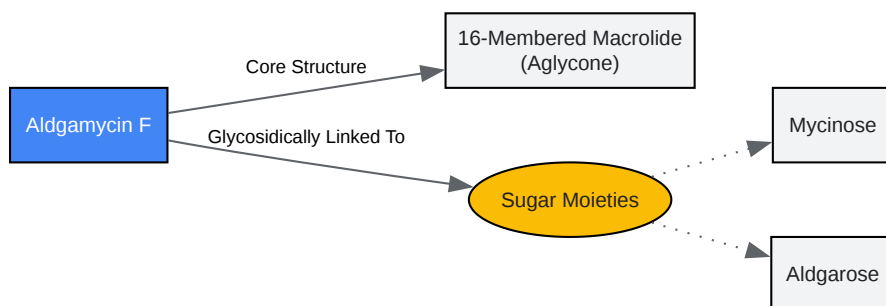 Aldgamycin F
Core Structure
16-Membered Macrolide
(Aglycone)
Glycosidically Linked To
Sugar Moieties
Mycinose
Aldgarose